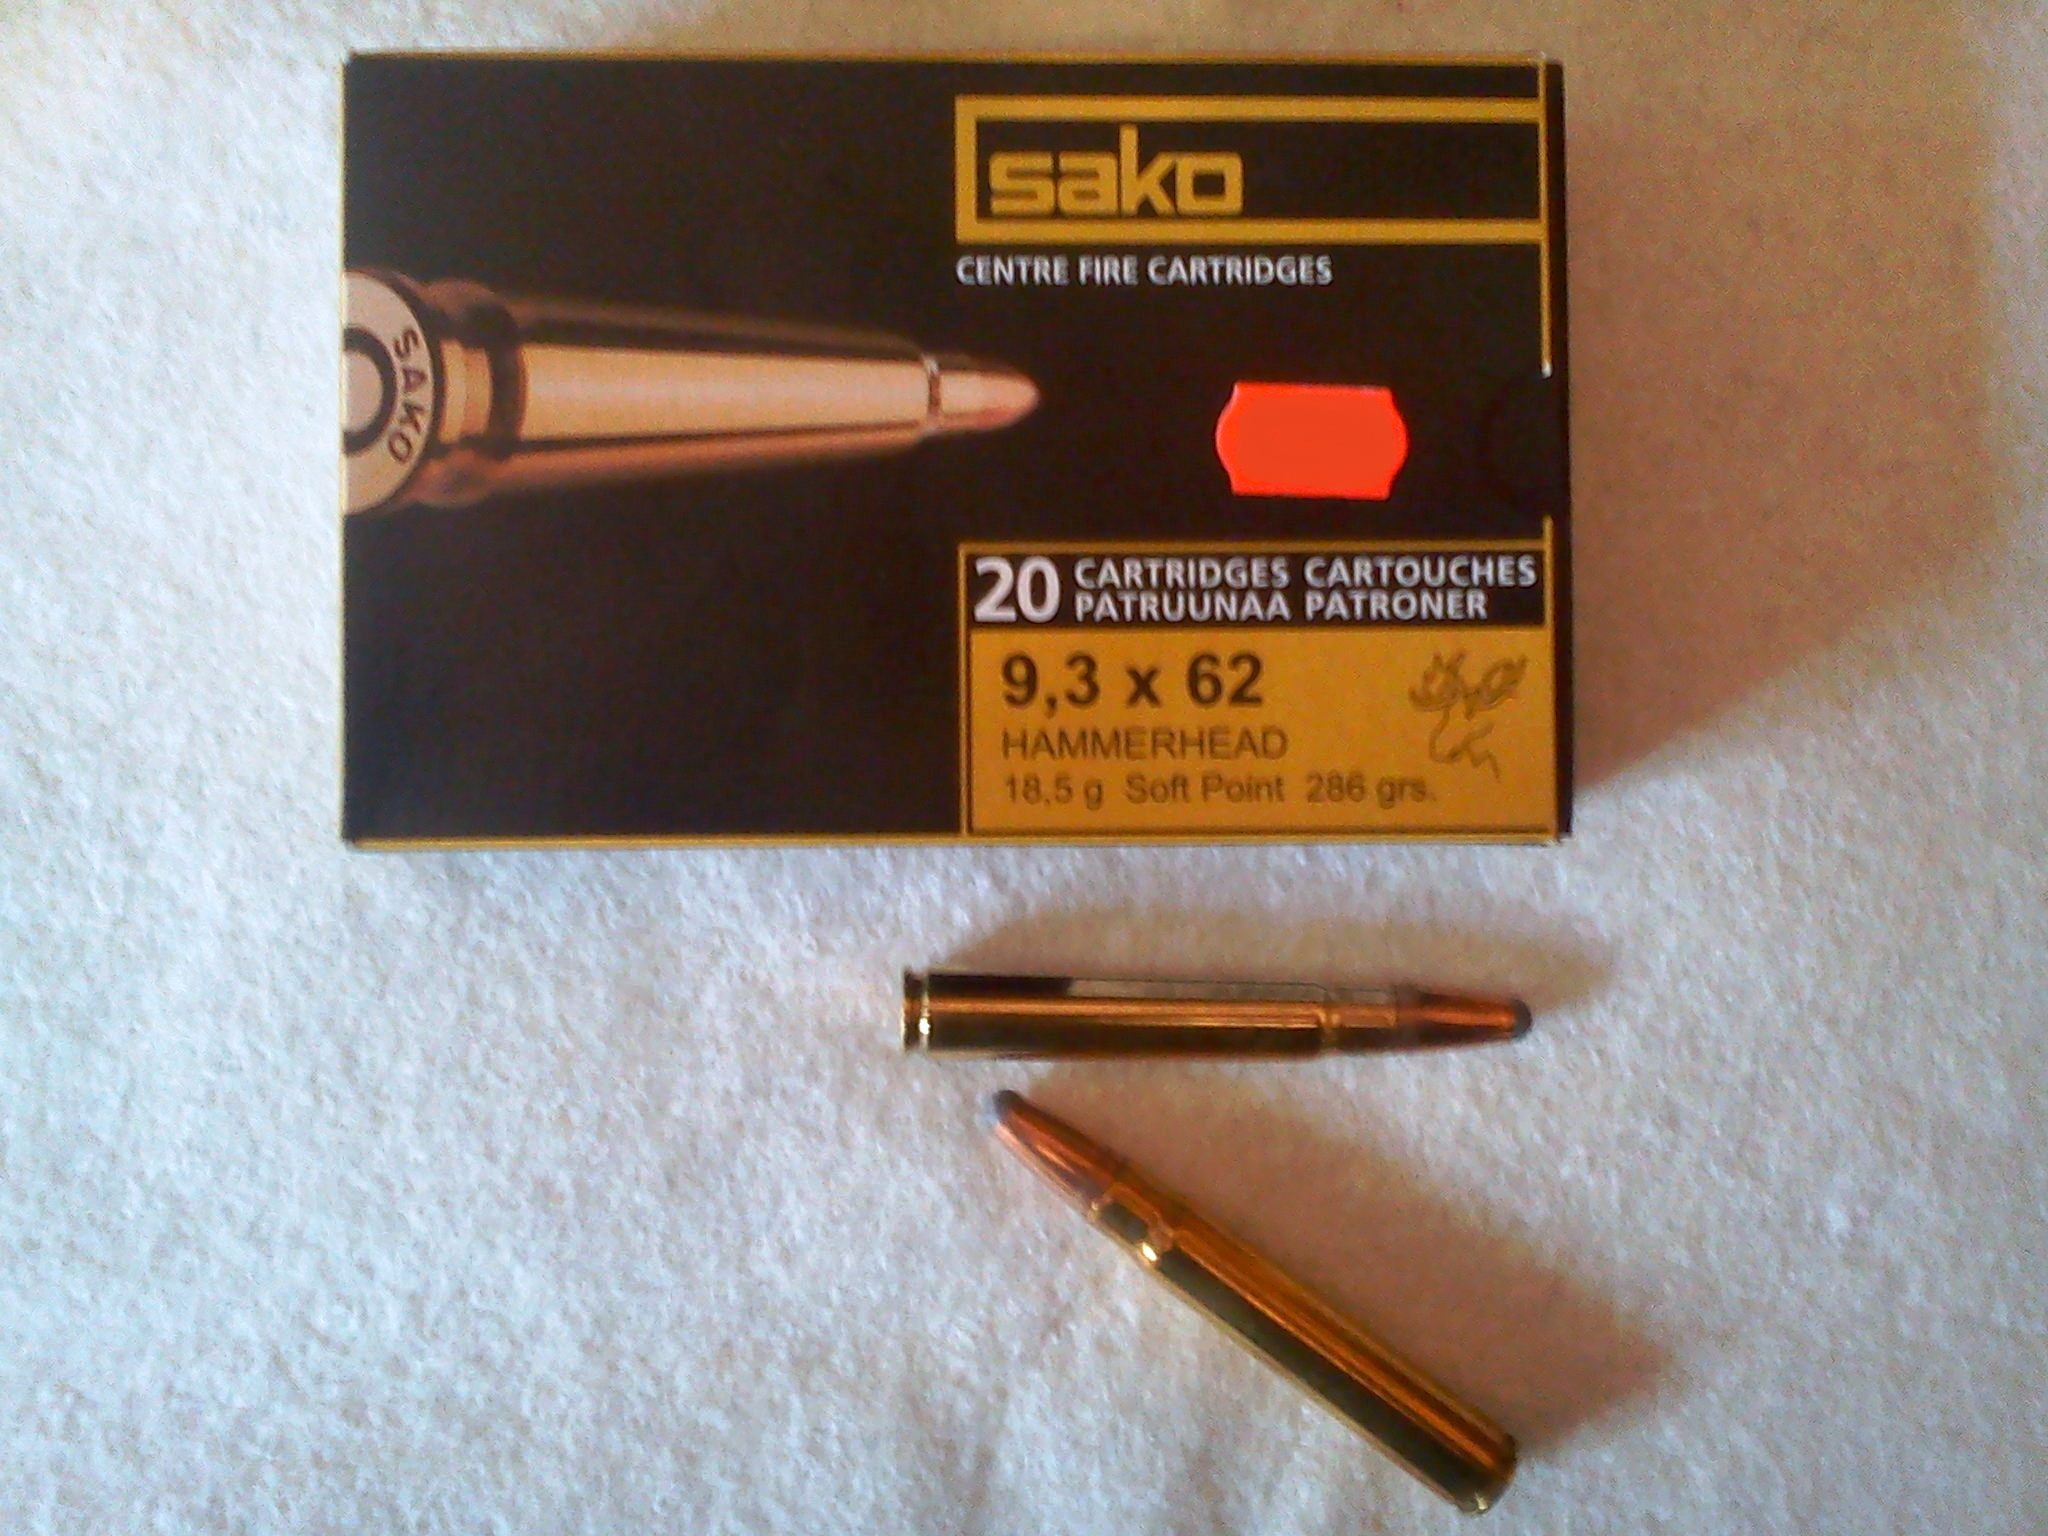 sako
CENTRE FIRE CARTRIDGES
SAKO
20 CARTRIDGES CARTOUCHES
PATRUUNAA PATRONER
9,3 x 62
HAMMERHEAD
18,5 g Soft Point 286 grs.